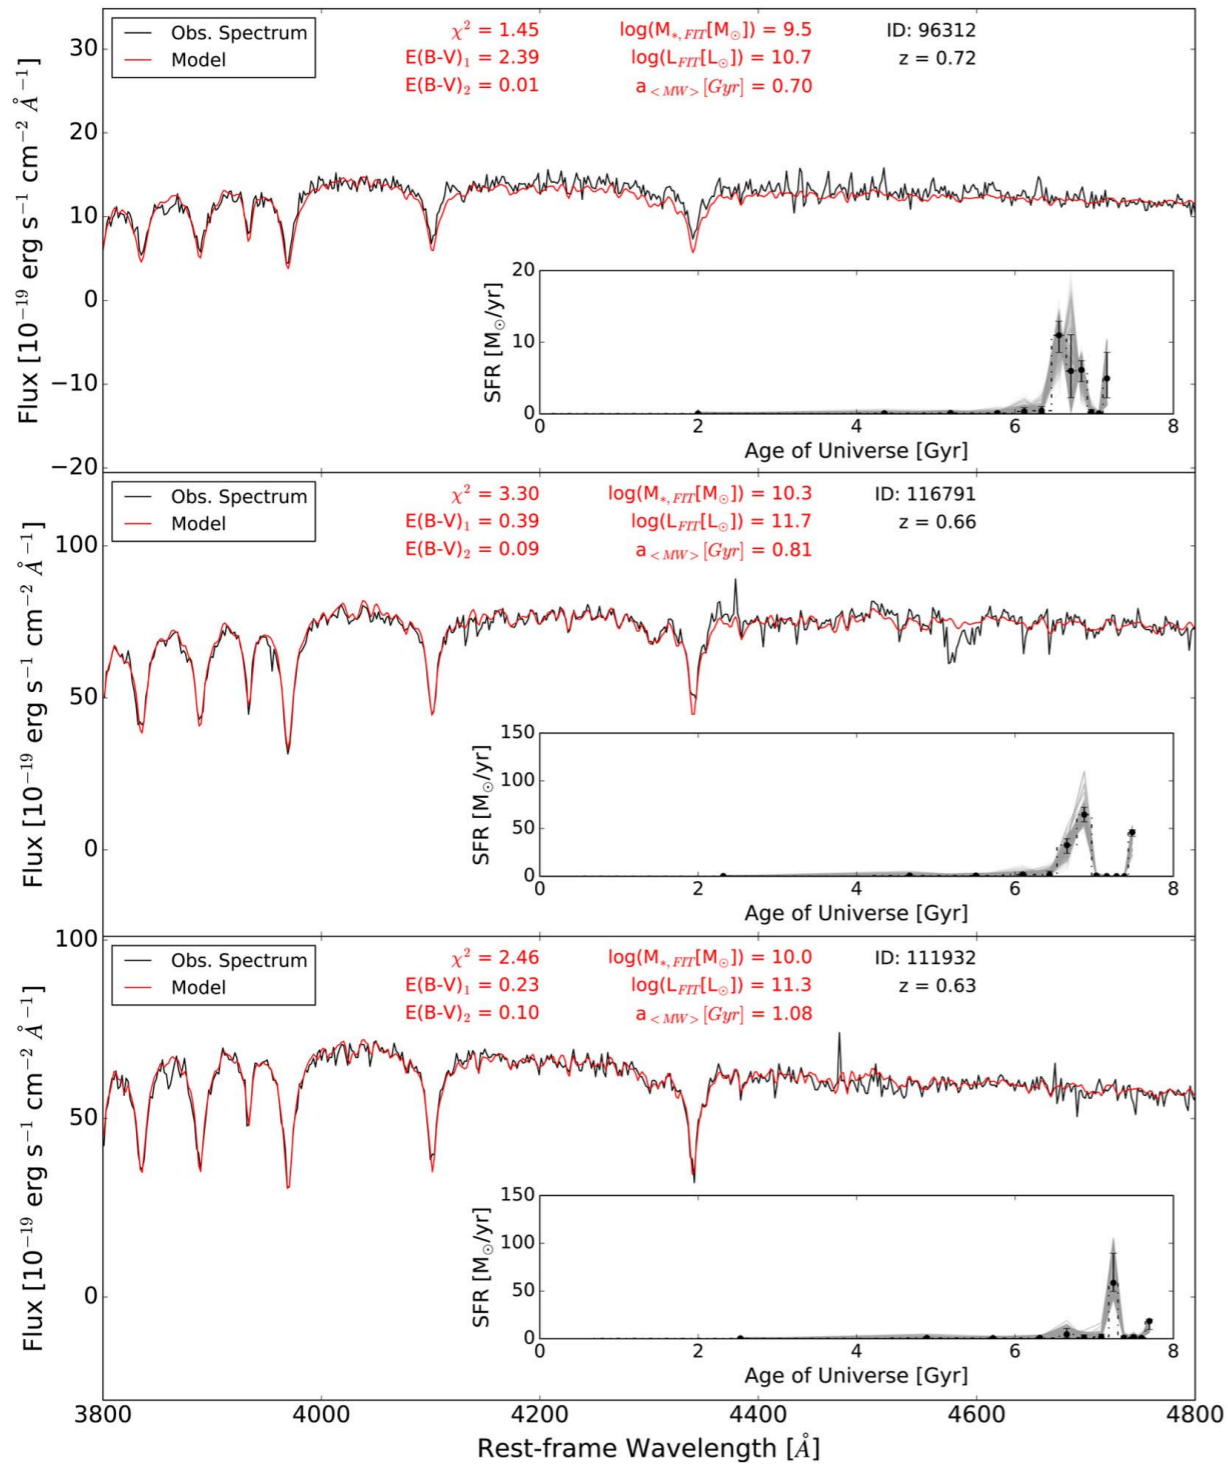 Obs. Spectrum
Model
χ² = 1.45
E(B-V)₁ = 2.39
E(B-V)₂ = 0.01
log(M*,FIT[M☉]) = 9.5
log(L_FIT[L☉]) = 10.7
a<MW>[Gyr] = 0.70
ID: 96312
z = 0.72
Flux [10⁻¹⁹ erg s⁻¹ cm⁻² Å⁻¹]
30
20
10
0
−10
−20
SFR [M☉/yr]
20
10
0
0 2 4 6 8
Age of Universe [Gyr]
Obs. Spectrum
Model
χ² = 3.30
E(B-V)₁ = 0.39
E(B-V)₂ = 0.09
log(M*,FIT[M☉]) = 10.3
log(L_FIT[L☉]) = 11.7
a<MW>[Gyr] = 0.81
ID: 116791
z = 0.66
Flux [10⁻¹⁹ erg s⁻¹ cm⁻² Å⁻¹]
100
50
0
SFR [M☉/yr]
150
100
50
0
0 2 4 6 8
Age of Universe [Gyr]
Obs. Spectrum
Model
χ² = 2.46
E(B-V)₁ = 0.23
E(B-V)₂ = 0.10
log(M*,FIT[M☉]) = 10.0
log(L_FIT[L☉]) = 11.3
a<MW>[Gyr] = 1.08
ID: 111932
z = 0.63
Flux [10⁻¹⁹ erg s⁻¹ cm⁻² Å⁻¹]
100
50
0
SFR [M☉/yr]
150
100
50
0
0 2 4 6 8
Age of Universe [Gyr]
3800 4000 4200 4400 4600 4800
Rest-frame Wavelength [Å]